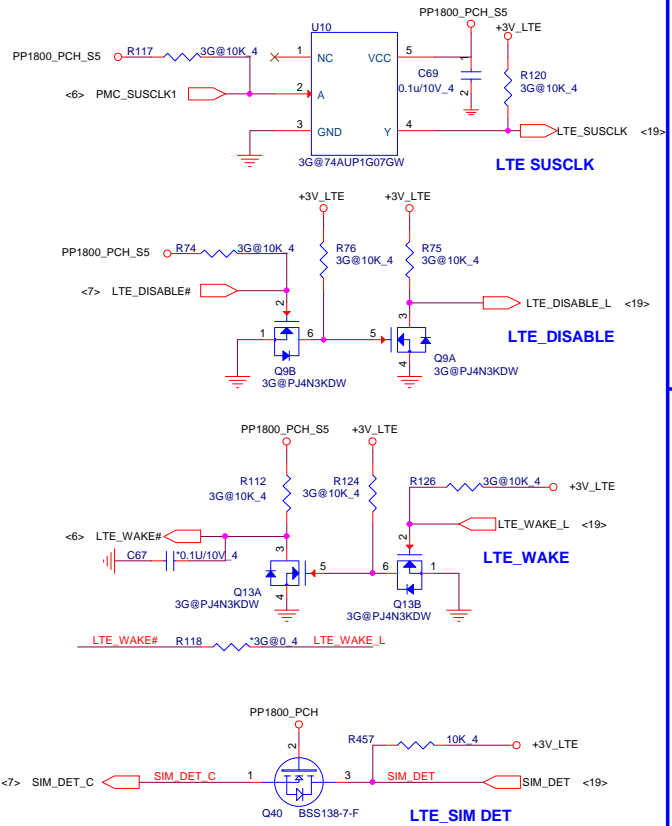 PP1800_PCH_S5
U10
+3V_LTE
PP1800_PCH_S5
R117
3G@10K_4
1
NC
VCC
5
C69
0.1u/10V_4
1
2
R120
3G@10K_4
<6> PMC_SUSCLK1
2
A
3
GND
Y
4
LTE_SUSCLK <19>
3G@74AUP1G07GW
LTE SUSCLK
+3V_LTE
+3V_LTE
PP1800_PCH_S5
R74
3G@10K_4
R76
3G@10K_4
R75
3G@10K_4
<7> LTE_DISABLE#
2
1
6
5
3
4
LTE_DISABLE_L <19>
LTE_DISABLE
Q9B
3G@PJ4N3KDW
Q9A
3G@PJ4N3KDW
PP1800_PCH_S5
+3V_LTE
R112
3G@10K_4
R124
3G@10K_4
R126
3G@10K_4
+3V_LTE
<6> LTE_WAKE#
2
LTE_WAKE_L <19>
C67
*0.1U/10V_4
3
4
5
6
1
LTE_WAKE
Q13A
3G@PJ4N3KDW
Q13B
3G@PJ4N3KDW
LTE_WAKE#
R118
*3G@0_4
LTE_WAKE_L
PP1800_PCH
2
R457
10K_4
+3V_LTE
<7> SIM_DET_C
SIM_DET_C
1
3
SIM_DET
SIM_DET <19>
Q40
BSS138-7-F
LTE_SIM DET